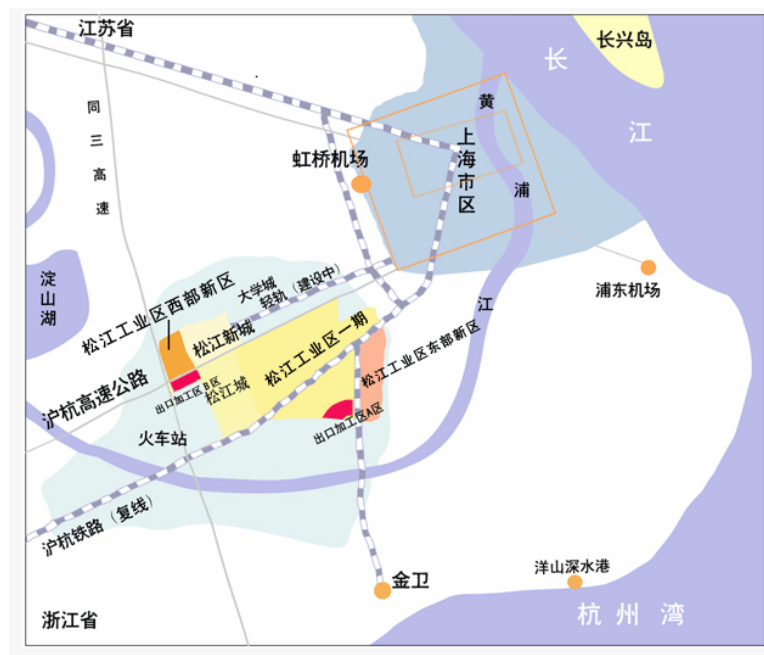 江苏省
长兴岛
长
江
黄
浦
江
同三高速
上海市区
虹桥机场
浦东机场
淀山湖
大学城
轻轨（建设中）
松江工业区西部新区
松江新城
松江工业区一期
松江工业区东部新区
沪杭高速公路
出口加工区B区
松江城
出口加工区A区
火车站
沪杭铁路（复线）
金卫
洋山深水港
杭州湾
浙江省